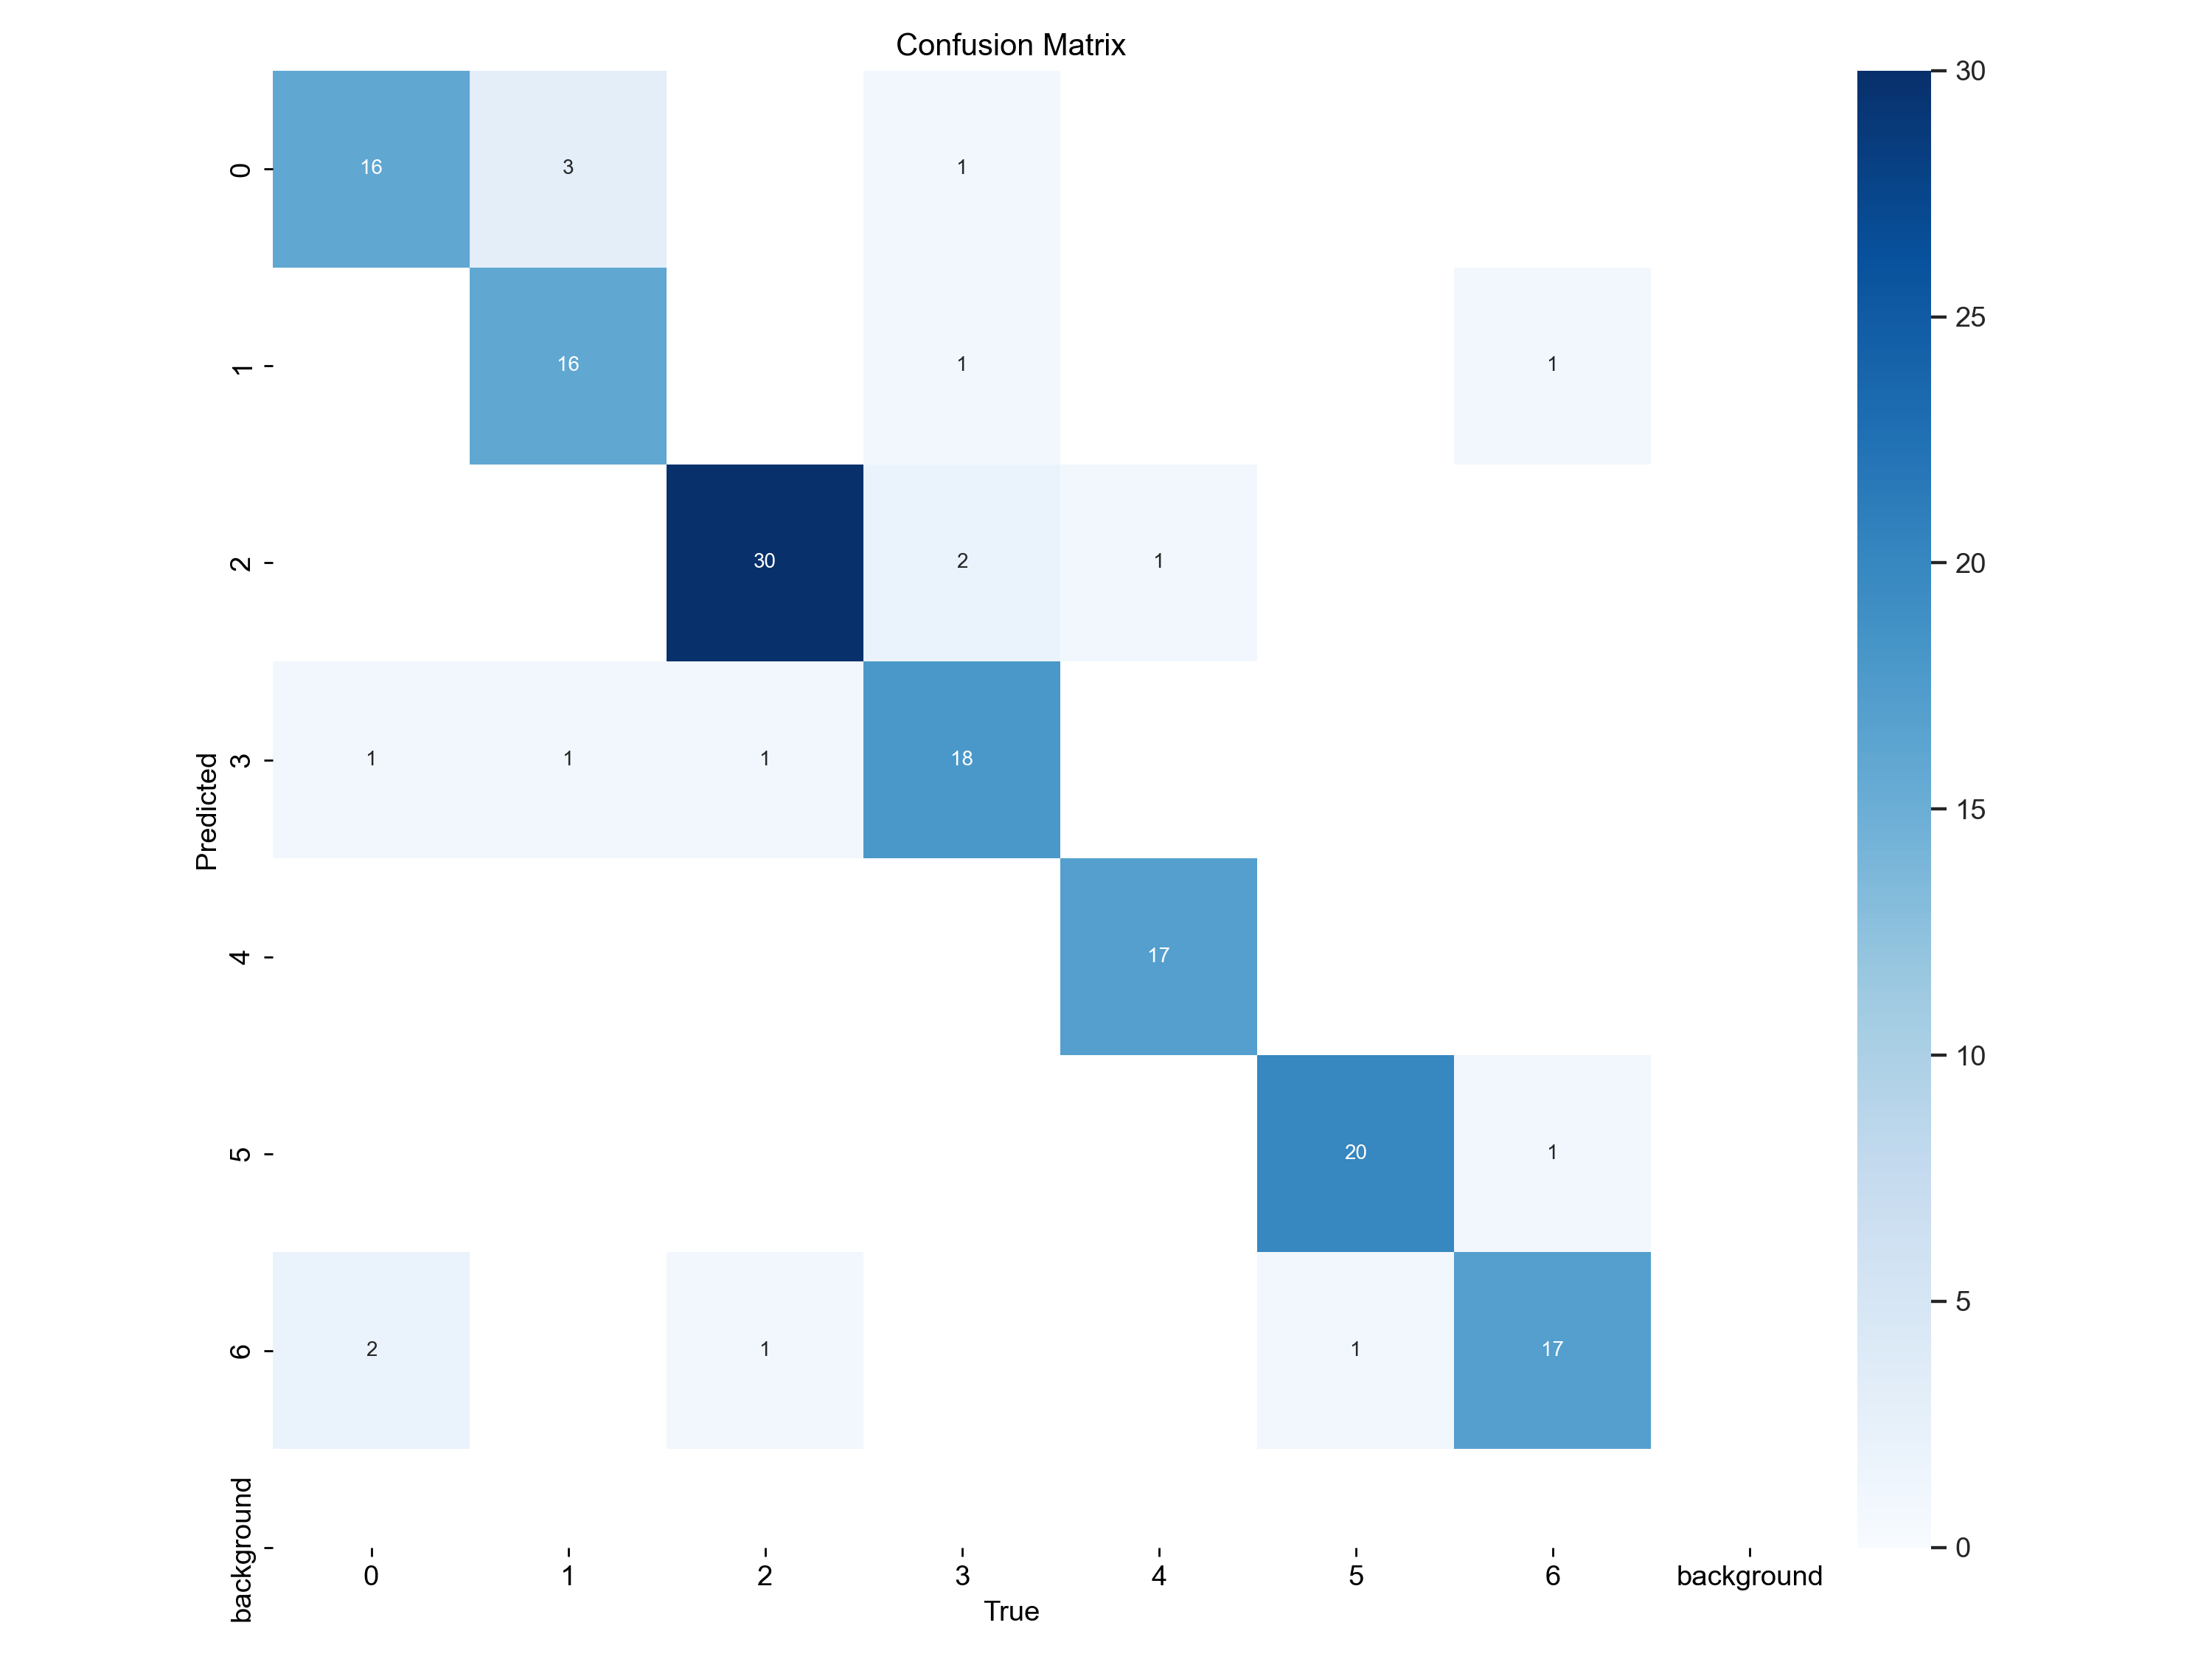 Confusion Matrix
0 16 3 1
1 16 1 1
2 30 2 1
3 1 1 1 18
4 17
5 20 1
6 2 1 1 17
background
0 1 2 3 4 5 6 background
True
Predicted
30
25
20
15
10
5
0